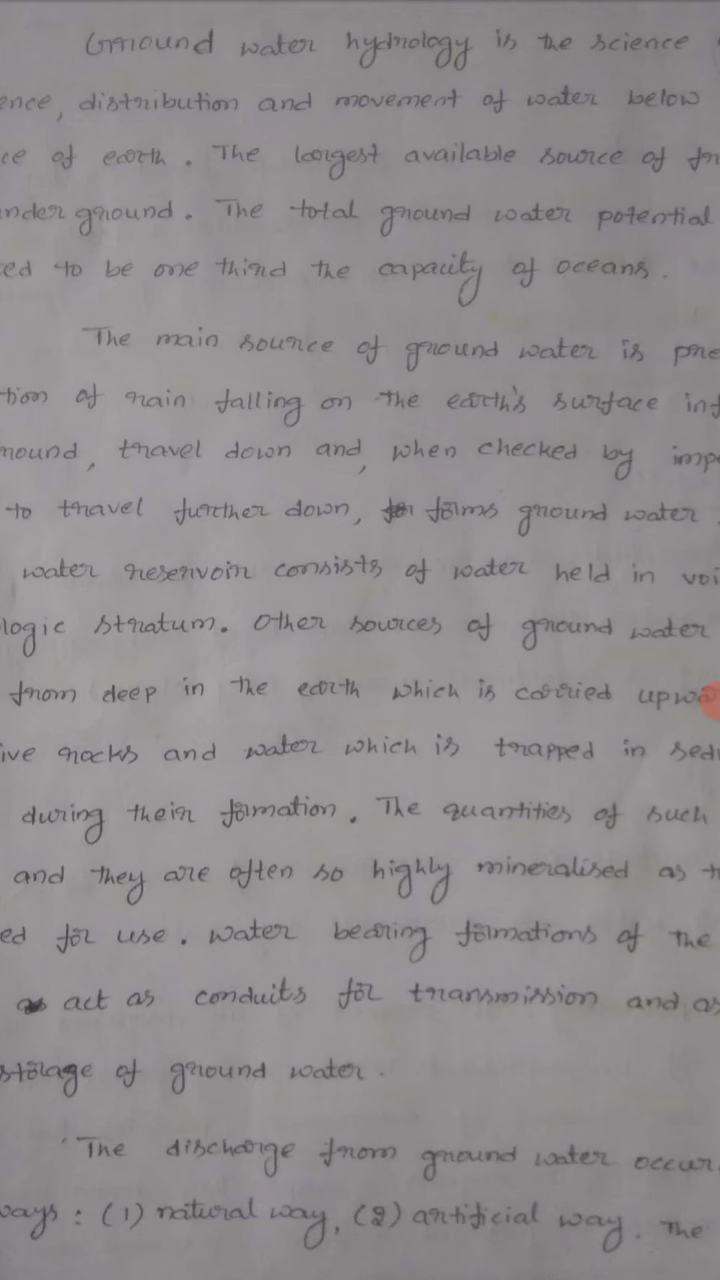 Ground water hydrology is the science
ence, distribution and movement of water below
ce of earth. The largest available source of fr
nder ground. The total ground water potential
ed to be one third the capacity of oceans.
The main source of ground water is pre
tion of rain falling on the earth's surface inf
round, travel down and, when checked by imp
to travel further down, forms ground water.
water reservoir consists of water held in voi
logic stratum. Other sources of ground water
from deep in the earth which is carried upwa
ive rocks and water which is trapped in sed
during their formation. The quantities of such
and they are often so highly mineralised as t
ed for use. Water bearing formations of the
act as conduits for transmission and as
storage of ground water.
The discharge from ground water occur
ways: (1) natural way, (2) artificial way. The